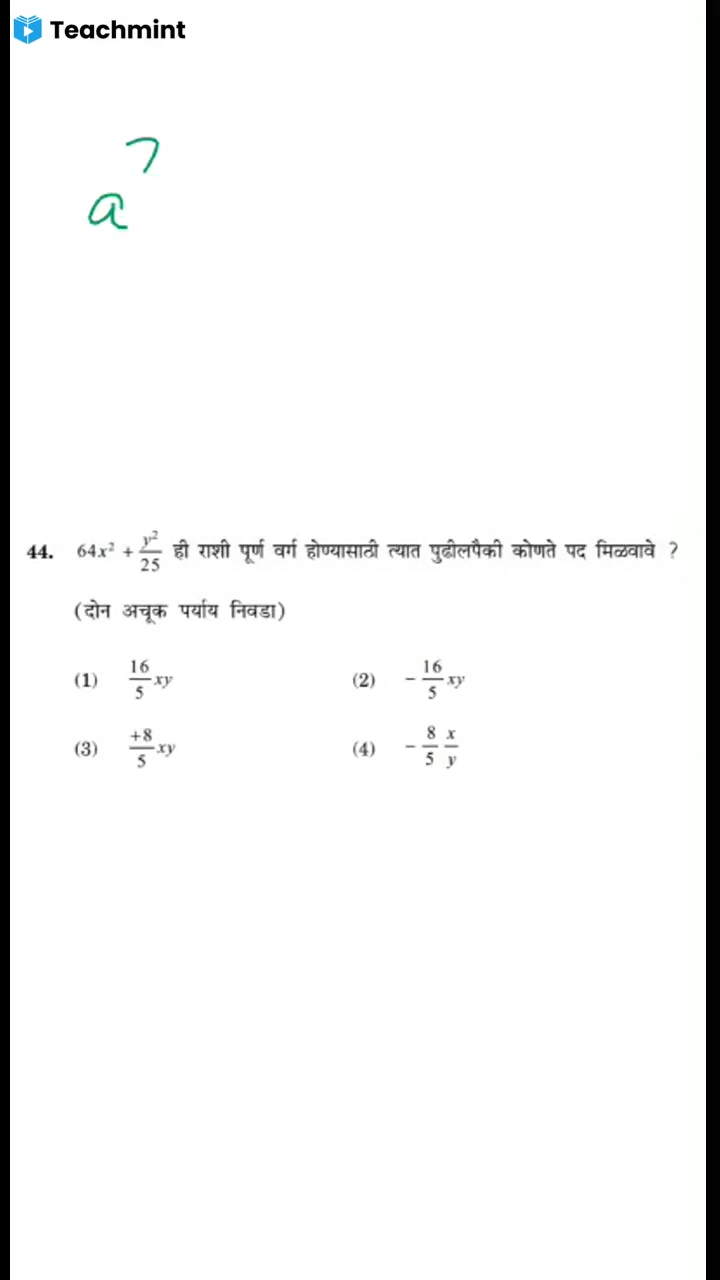 Teachmint
a²
44. 64x² + y²/25 ही राशी पूर्ण वर्ग होण्यासाठी त्यात पुढीलपैकी कोणते पद मिळवावे ?
(दोन अचूक पर्याय निवडा)
(1) 16/5 xy (2) - 16/5 xy
(3) +8/5 xy (4) - 8/5 x/y